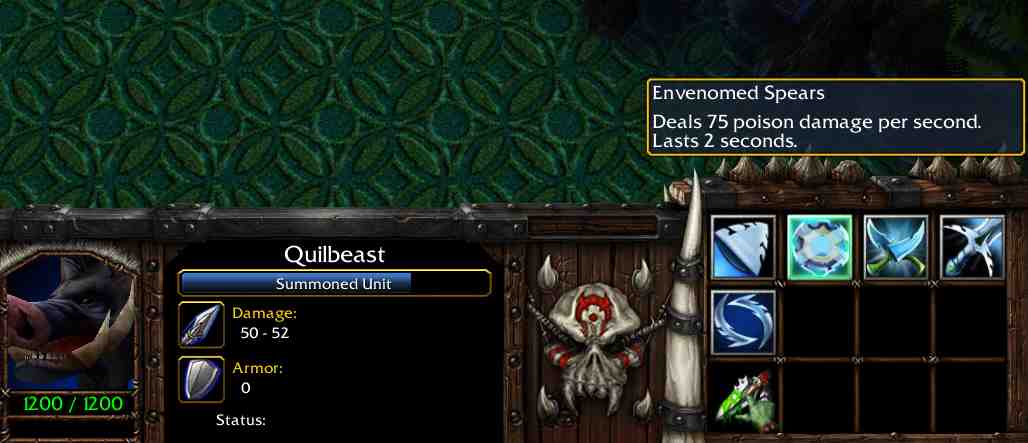 Envenomed Spears
Deals 75 poison damage per second.
Lasts 2 seconds.
Quilbeast
Summoned Unit
Damage:
50 - 52
Armor:
0
1200 / 1200
Status: